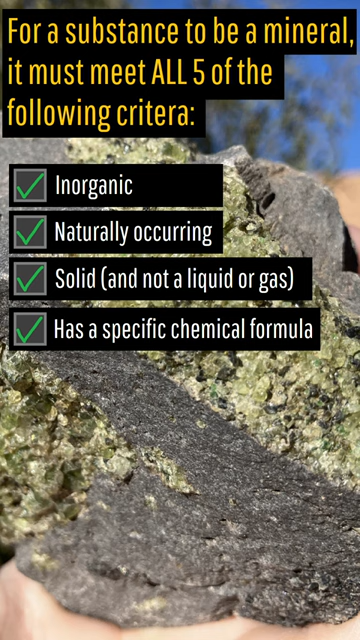 For a substance to be a mineral,
it must meet ALL 5 of the
following critera:
Inorganic
Naturally occurring
Solid (and not a liquid or gas)
Has a specific chemical formula